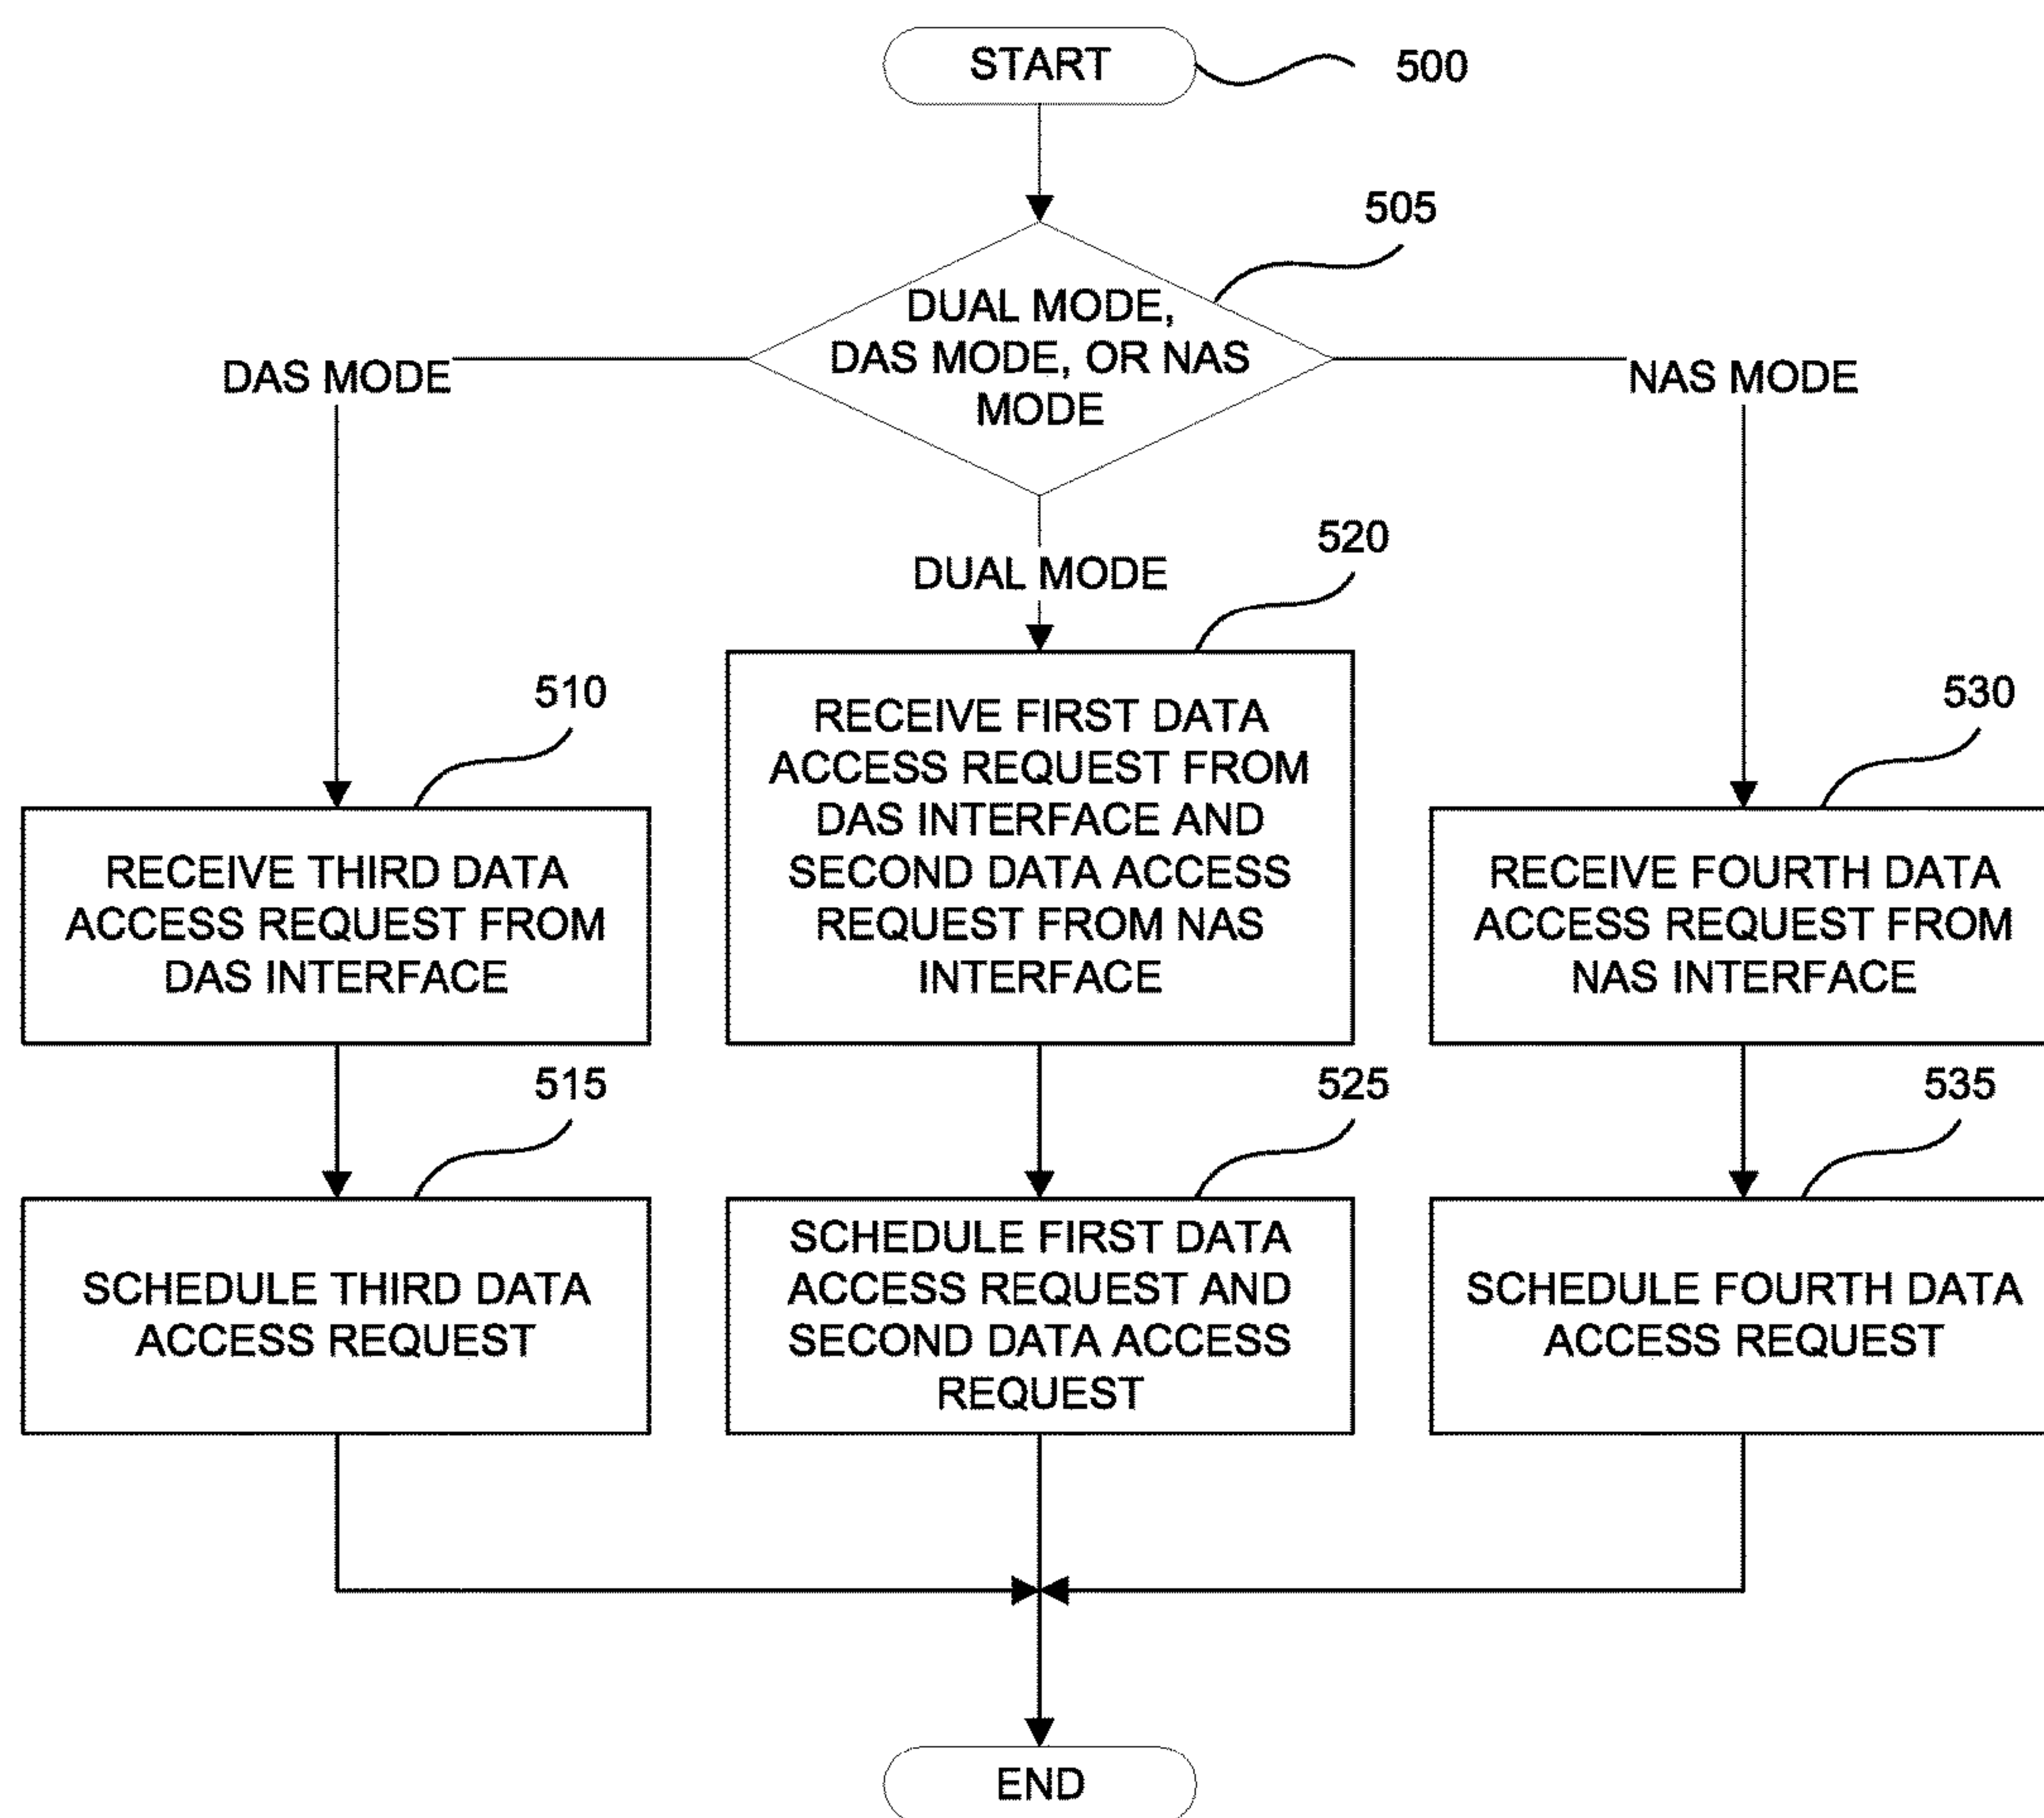 START
500
505
DUAL MODE,
DAS MODE, OR NAS
MODE
DAS MODE
NAS MODE
DUAL MODE
520
510
530
RECEIVE THIRD DATA
ACCESS REQUEST FROM
DAS INTERFACE
RECEIVE FIRST DATA
ACCESS REQUEST FROM
DAS INTERFACE AND
SECOND DATA ACCESS
REQUEST FROM NAS
INTERFACE
RECEIVE FOURTH DATA
ACCESS REQUEST FROM
NAS INTERFACE
515
525
535
SCHEDULE THIRD DATA
ACCESS REQUEST
SCHEDULE FIRST DATA
ACCESS REQUEST AND
SECOND DATA ACCESS
REQUEST
SCHEDULE FOURTH DATA
ACCESS REQUEST
END